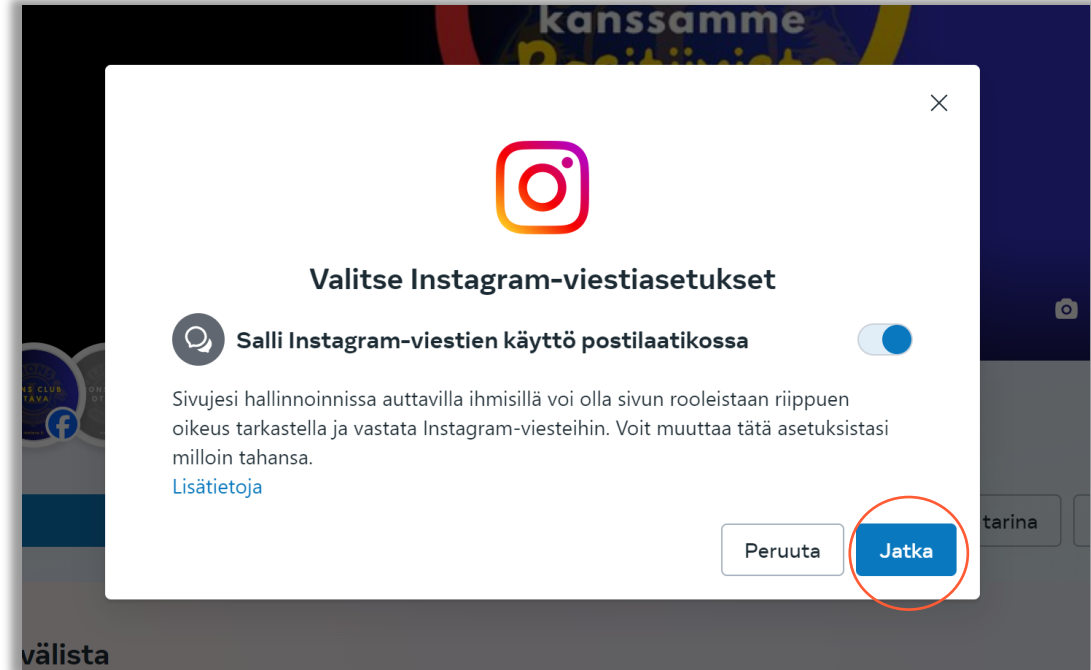 kanssamme
Valitse Instagram-viestiasetukset
Salli Instagram-viestien käyttö postilaatikossa
Sivujesi hallinnoinnissa auttavilla ihmisillä voi olla sivun rooleistaan riippuen
oikeus tarkastella ja vastata Instagram-viesteihin. Voit muuttaa tätä asetuksistasi
milloin tahansa.
Lisätietoja
tarina
Peruuta
Jatka
välista